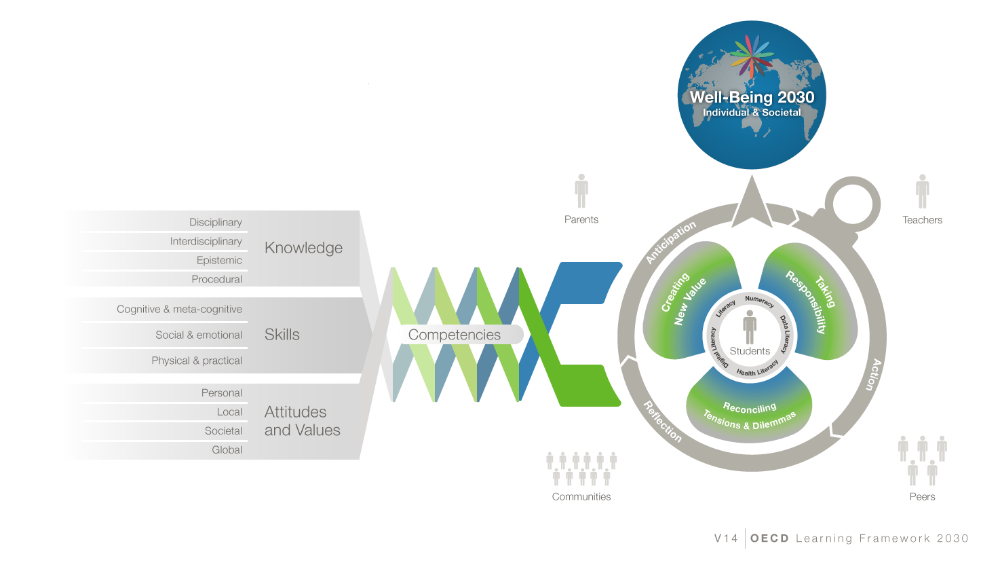 Well-Being 2030
Individual & Societal
Parents
Teachers
Disciplinary
Interdisciplinary
Epistemic
Procedural
Knowledge
Cognitive & meta-cognitive
Social & emotional
Physical & practical
Skills
Personal
Local
Societal
Global
Attitudes
and Values
Competencies
Anticipation
Action
Reflection
Creating
New Value
Taking
Responsibility
Reconciling
Tensions & Dilemmas
Literacy
Numeracy
Data Literacy
Health Literacy
Digital Literacy
Students
Communities
Peers
V14 OECD Learning Framework 2030